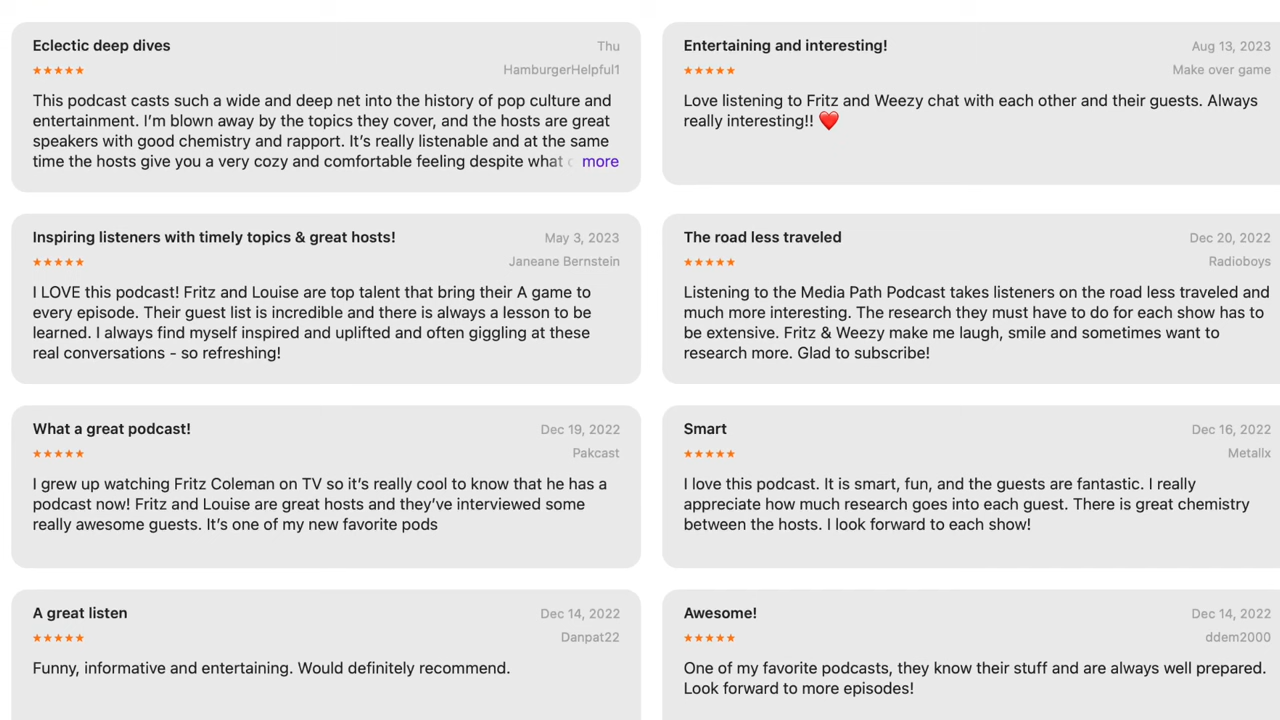 Eclectic deep dives
Thu
★★★★★
HamburgerHelpful1
This podcast casts such a wide and deep net into the history of pop culture and
entertainment. I’m blown away by the topics they cover, and the hosts are great
speakers with good chemistry and rapport. It’s really listenable and at the same
time the hosts give you a very cozy and comfortable feeling despite what more
Entertaining and interesting!
Aug 13, 2023
★★★★★
Make over game
Love listening to Fritz and Weezy chat with each other and their guests. Always
really interesting!! ❤️
Inspiring listeners with timely topics & great hosts!
May 3, 2023
★★★★★
Janeane Bernstein
I LOVE this podcast! Fritz and Louise are top talent that bring their A game to
every episode. Their guest list is incredible and there is always a lesson to be
learned. I always find myself inspired and uplifted and often giggling at these
real conversations - so refreshing!
The road less traveled
Dec 20, 2022
★★★★★
Radioboys
Listening to the Media Path Podcast takes listeners on the road less traveled and
much more interesting. The research they must have to do for each show has to
be extensive. Fritz & Weezy make me laugh, smile and sometimes want to
research more. Glad to subscribe!
What a great podcast!
Dec 19, 2022
★★★★★
Pakcast
I grew up watching Fritz Coleman on TV so it’s really cool to know that he has a
podcast now! Fritz and Louise are great hosts and they’ve interviewed some
really awesome guests. It’s one of my new favorite pods
Smart
Dec 16, 2022
★★★★★
Metallx
I love this podcast. It is smart, fun, and the guests are fantastic. I really
appreciate how much research goes into each guest. There is great chemistry
between the hosts. I look forward to each show!
A great listen
Dec 14, 2022
★★★★★
Danpat22
Funny, informative and entertaining. Would definitely recommend.
Awesome!
Dec 14, 2022
★★★★★
ddem2000
One of my favorite podcasts, they know their stuff and are always well prepared.
Look forward to more episodes!